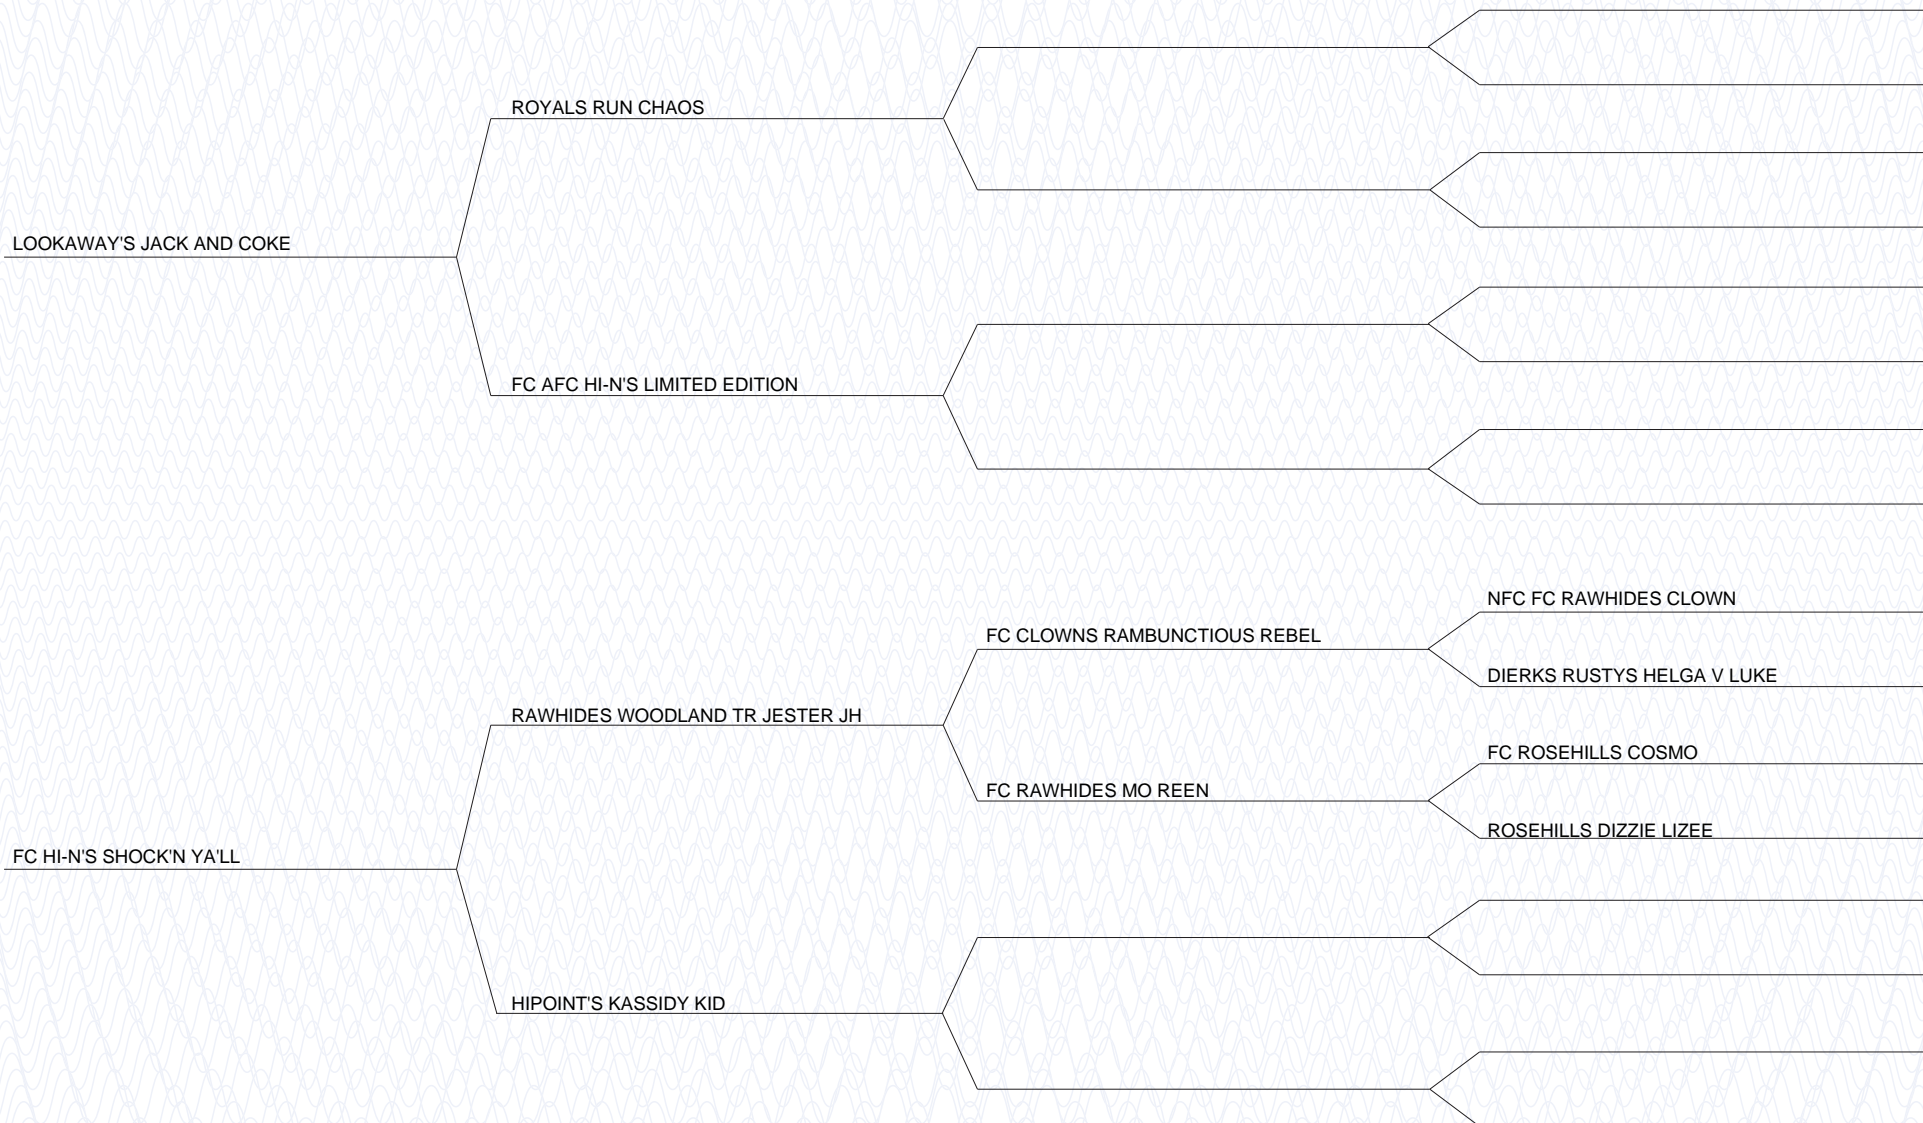 ROYALS RUN CHAOS
LOOKAWAY'S JACK AND COKE
FC AFC HI-N'S LIMITED EDITION
NFC FC RAWHIDES CLOWN
FC CLOWNS RAMBUNCTIOUS REBEL
DIERKS RUSTYS HELGA V LUKE
RAWHIDES WOODLAND TR JESTER JH
FC ROSEHILLS COSMO
FC RAWHIDES MO REEN
ROSEHILLS DIZZIE LIZEE
FC HI-N'S SHOCK'N YA'LL
HIPOINT'S KASSIDY KID